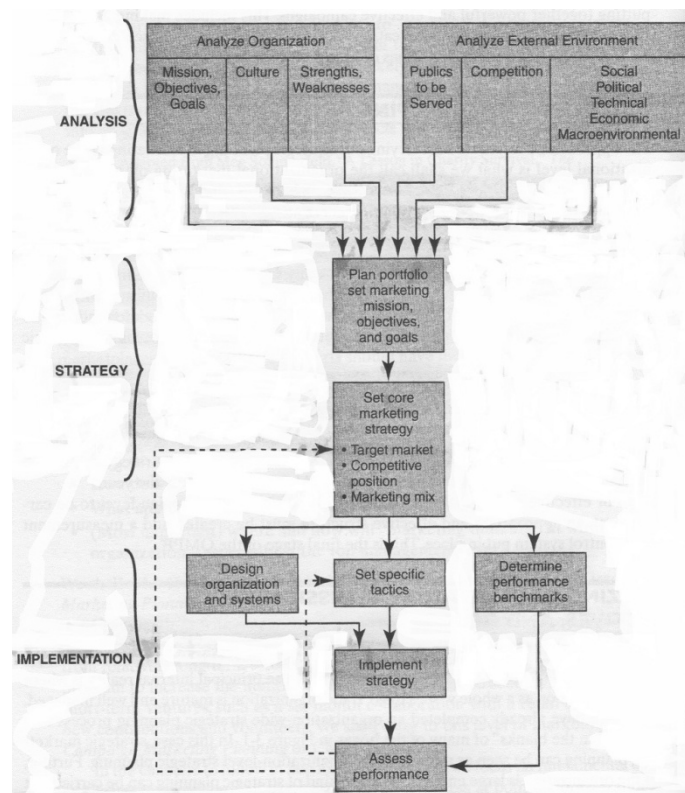 Analyze Organization
Analyze External Environment
Mission,
Objectives,
Goals
Culture
Strengths,
Weaknesses
Publics
to be
Served
Competition
Social
Political
Technical
Economic
Macroenvironmental
ANALYSIS
Plan portfolio
set marketing
mission,
objectives,
and goals
STRATEGY
Set core
marketing
strategy
• Target market
• Competitive
position
• Marketing mix
Design
organization
and systems
Set specific
tactics
Determine
performance
benchmarks
IMPLEMENTATION
Implement
strategy
Assess
performance